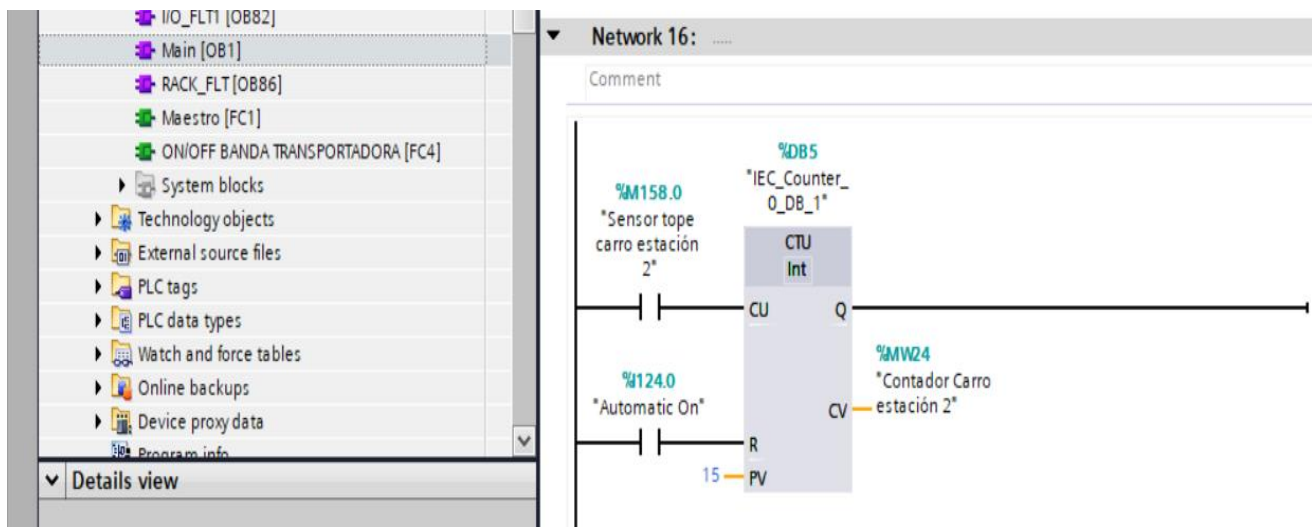 I/O_FLT1 [OB82]
Main [OB1]
RACK_FLT [OB86]
Maestro [FC1]
ON/OFF BANDA TRANSPORTADORA [FC4]
System blocks
Technology objects
External source files
PLC tags
PLC data types
Watch and force tables
Online backups
Device proxy data
Program info
Details view
Network 16: .....
Comment
%DB5
"IEC_Counter_
0_DB_1"
%M158.0
"Sensor tope
carro estación
2"
CTU
Int
CU Q
%MW24
"Contador Carro
estación 2"
CV
%I124.0
"Automatic On"
R
15 PV